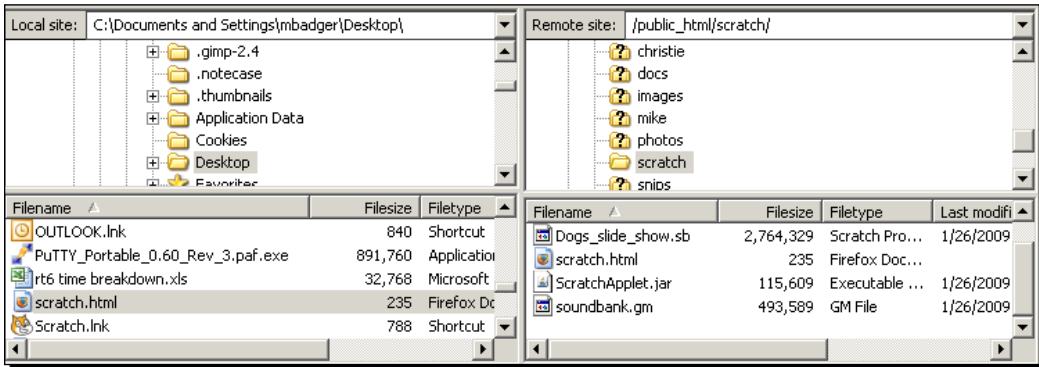 Local site: C:\Documents and Settings\mbadger\Desktop\
.gimp-2.4
.notecase
.thumbnails
Application Data
Cookies
Desktop
Favorites
Filename Filesize Filetype
OUTLOOK.lnk 840 Shortcut
PuTTY_Portable_0.60_Rev_3.paf.exe 891,760 Application
rt6 time breakdown.xls 32,768 Microsoft
scratch.html 235 Firefox Do
Scratch.lnk 788 Shortcut
Remote site: /public_html/scratch/
christie
docs
images
mike
photos
scratch
snips
Filename Filesize Filetype Last modifi
Dogs_slide_show.sb 2,764,329 Scratch Pro... 1/26/2009
scratch.html 235 Firefox Doc...
ScratchApplet.jar 115,609 Executable ... 1/26/2009
soundbank.gm 493,589 GM File 1/26/2009